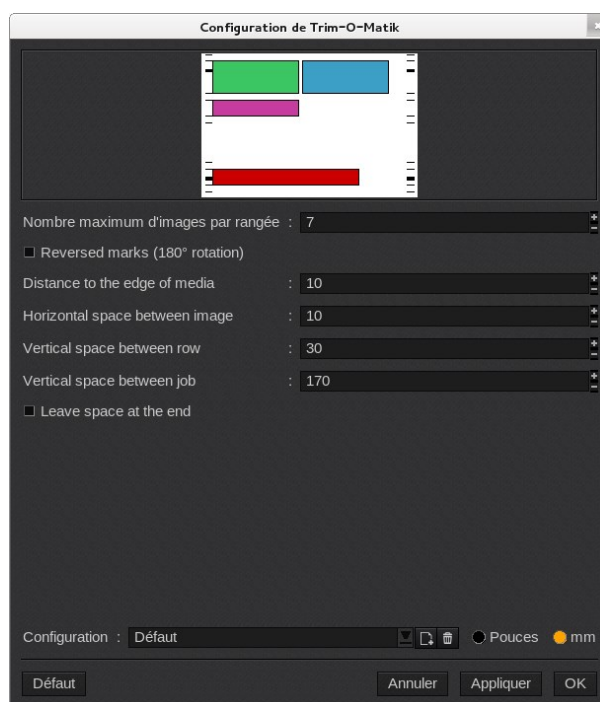 Configuration de Trim-O-Matik
Nombre maximum d'images par rangée : 7
Reversed marks (180° rotation)
Distance to the edge of media : 10
Horizontal space between image : 10
Vertical space between row : 30
Vertical space between job : 170
Leave space at the end
Configuration : Défaut Pouces mm
Défaut Annuler Appliquer OK